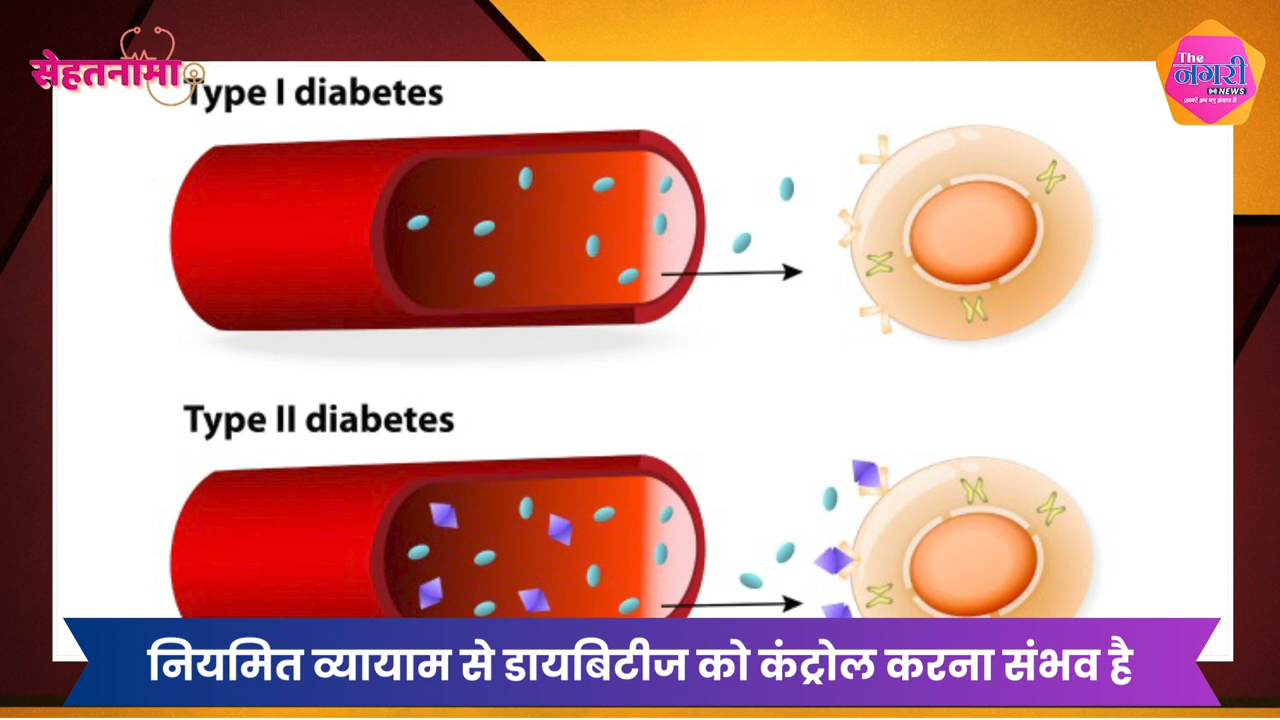 सेहतनामा
The
नगरी
NEWS
Type I diabetes
Type II diabetes
नियमित व्यायाम से डायबिटीज को कंट्रोल करना संभव है